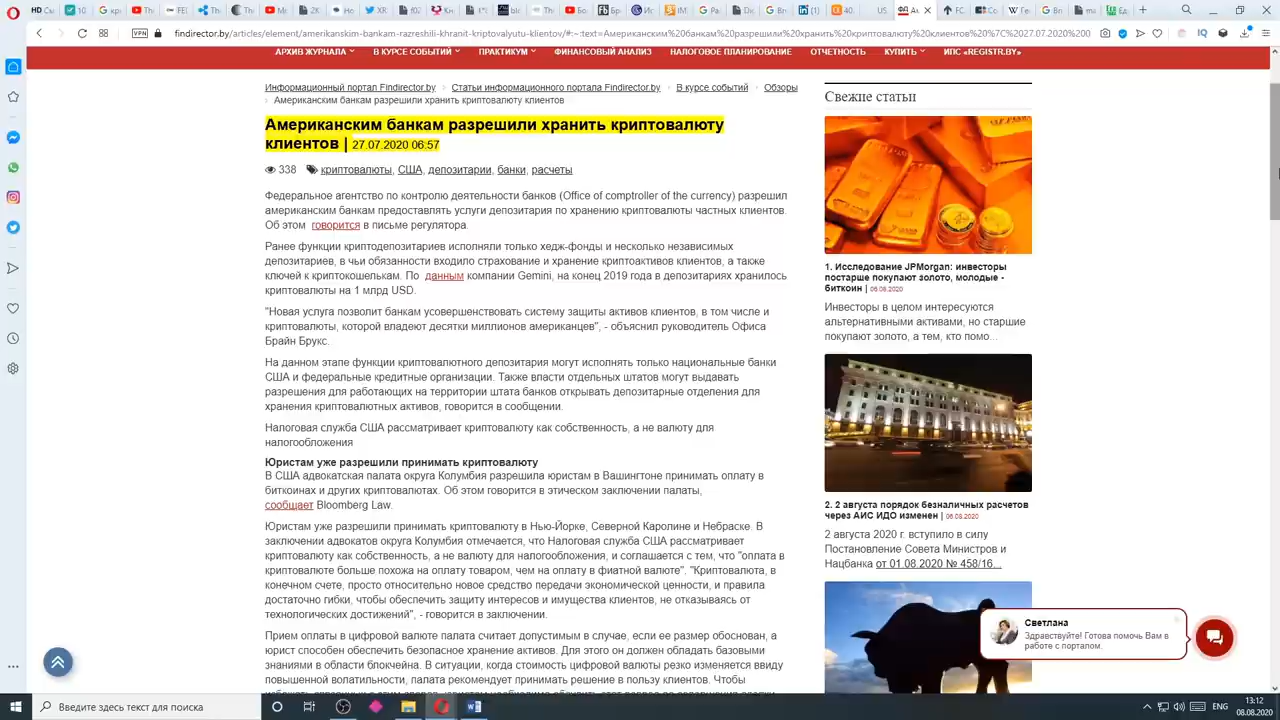 findirector.by/articles/element/amerikanskim-bankam-razreshili-khranit-kriptovalyutu-klientov/#:~:text=Американским%20банкам%20разрешили%20хранить%20криптовалюту%20клиентов%20%7C%2027.07.2020%200
VPN
АРХИВ ЖУРНАЛА
В КУРСЕ СОБЫТИЙ
ПРАКТИКУМ
ФИНАНСОВЫЙ АНАЛИЗ
НАЛОГОВОЕ ПЛАНИРОВАНИЕ
ОТЧЕТНОСТЬ
КУПИТЬ
ИПС «REGISTR.BY»
Информационный портал Findirector.by
Статьи информационного портала Findirector.by
В курсе событий
Обзоры
Американским банкам разрешили хранить криптовалюту клиентов
Американским банкам разрешили хранить криптовалюту
клиентов | 27.07.2020 06:57
338 криптовалюты, США, депозитарии, банки, расчеты
Федеральное агентство по контролю деятельности банков (Office of comptroller of the currency) разрешил
американским банкам предоставлять услуги депозитария по хранению криптовалюты частных клиентов.
Об этом говорится в письме регулятора.
Ранее функции криптодепозитариев исполняли только хедж-фонды и несколько независимых
депозитариев, в чьи обязанности входило страхование и хранение криптоактивов клиентов, а также
ключей к криптокошелькам. По данным компании Gemini, на конец 2019 года в депозитариях хранилось
криптовалюты на 1 млрд USD.
"Новая услуга позволит банкам усовершенствовать систему защиты активов клиентов, в том числе и
криптовалюты, которой владеют десятки миллионов американцев", - объяснил руководитель Офиса
Брайн Брукс.
На данном этапе функции криптовалютного депозитария могут исполнять только национальные банки
США и федеральные кредитные организации. Также власти отдельных штатов могут выдавать
разрешения для работающих на территории штата банков открывать депозитарные отделения для
хранения криптовалютных активов, говорится в сообщении.
Налоговая служба США рассматривает криптовалюту как собственность, а не валюту для
налогообложения
Юристам уже разрешили принимать криптовалюту
В США адвокатская палата округа Колумбия разрешила юристам в Вашингтоне принимать оплату в
биткоинах и других криптовалютах. Об этом говорится в этическом заключении палаты,
сообщает Bloomberg Law.
Юристам уже разрешили принимать криптовалюту в Нью-Йорке, Северной Каролине и Небраске. В
заключении адвокатов округа Колумбия отмечается, что Налоговая служба США рассматривает
криптовалюту как собственность, а не валюту для налогообложения, и соглашается с тем, что "оплата в
криптовалюте больше похожа на оплату товаром, чем на оплату в фиатной валюте". "Криптовалюта, в
конечном счете, просто относительно новое средство передачи экономической ценности, и правила
достаточно гибки, чтобы обеспечить защиту интересов и имущества клиентов, не отказываясь от
технологических достижений", - говорится в заключении.
Прием оплаты в цифровой валюте палата считает допустимым в случае, если ее размер обоснован, а
юрист способен обеспечить безопасное хранение активов. Для этого он должен обладать базовыми
знаниями в области блокчейна. В ситуации, когда стоимость цифровой валюты резко изменяется ввиду
повышенной волатильности, палата рекомендует принимать решение в пользу клиентов. Чтобы
Свежие статьи
1. Исследование JPMorgan: инвесторы
постарше покупают золото, молодые -
биткоин | 06.08.2020
Инвесторы в целом интересуются
альтернативными активами, но старшие
покупают золото, а тем, кто помо...
2. 2 августа порядок безналичных расчетов
через АИС ИДО изменен | 06.08.2020
2 августа 2020 г. вступило в силу
Постановление Совета Министров и
Нацбанка от 01.08.2020 № 458/16...
Светлана
Здравствуйте! Готова помочь Вам в
работе с порталом.
Введите здесь текст для поиска
ENG
13:12
08.08.2020